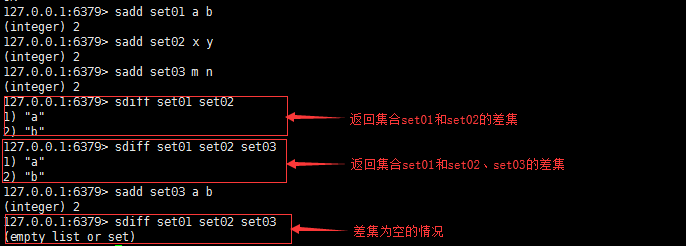 127.0.0.1:6379> sadd set01 a b
(integer) 2
127.0.0.1:6379> sadd set02 x y
(integer) 2
127.0.0.1:6379> sadd set03 m n
(integer) 2
127.0.0.1:6379> sdiff set01 set02
1) "a"
2) "b"
返回集合set01和set02的差集
127.0.0.1:6379> sdiff set01 set02 set03
1) "a"
2) "b"
返回集合set01和set02、set03的差集
127.0.0.1:6379> sadd set03 a b
(integer) 2
127.0.0.1:6379> sdiff set01 set02 set03
(empty list or set)
差集为空的情况